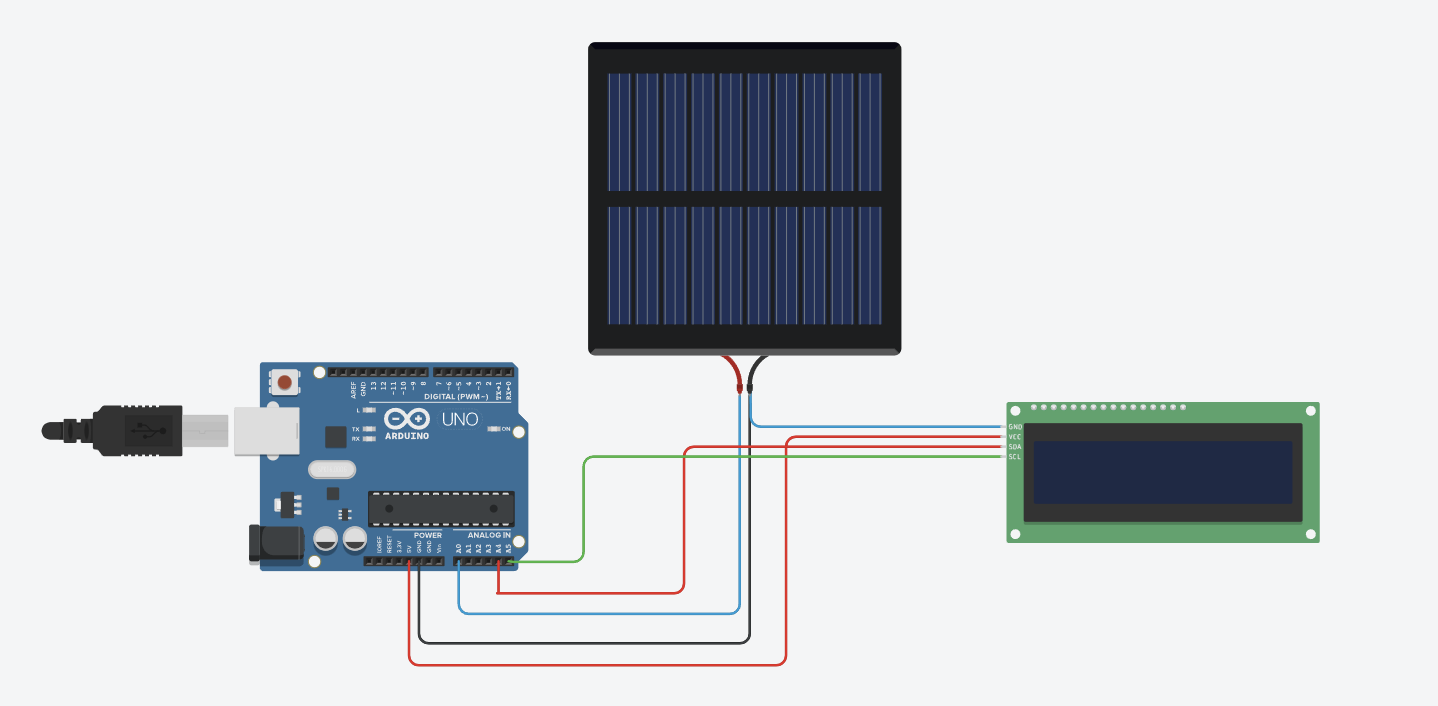 AREF
GND
13
12
~11
~10
~9
8
7
~6
~5
4
~3
2
TX→1
RX←0
DIGITAL (PWM~)
L
TX
RX
ARDUINO
UNO
ON
POWER
ANALOG IN
IOREF
RESET
3.3V
5V
GND
GND
Vin
A0
A1
A2
A3
A4
A5
GND
VCC
SDA
SCL